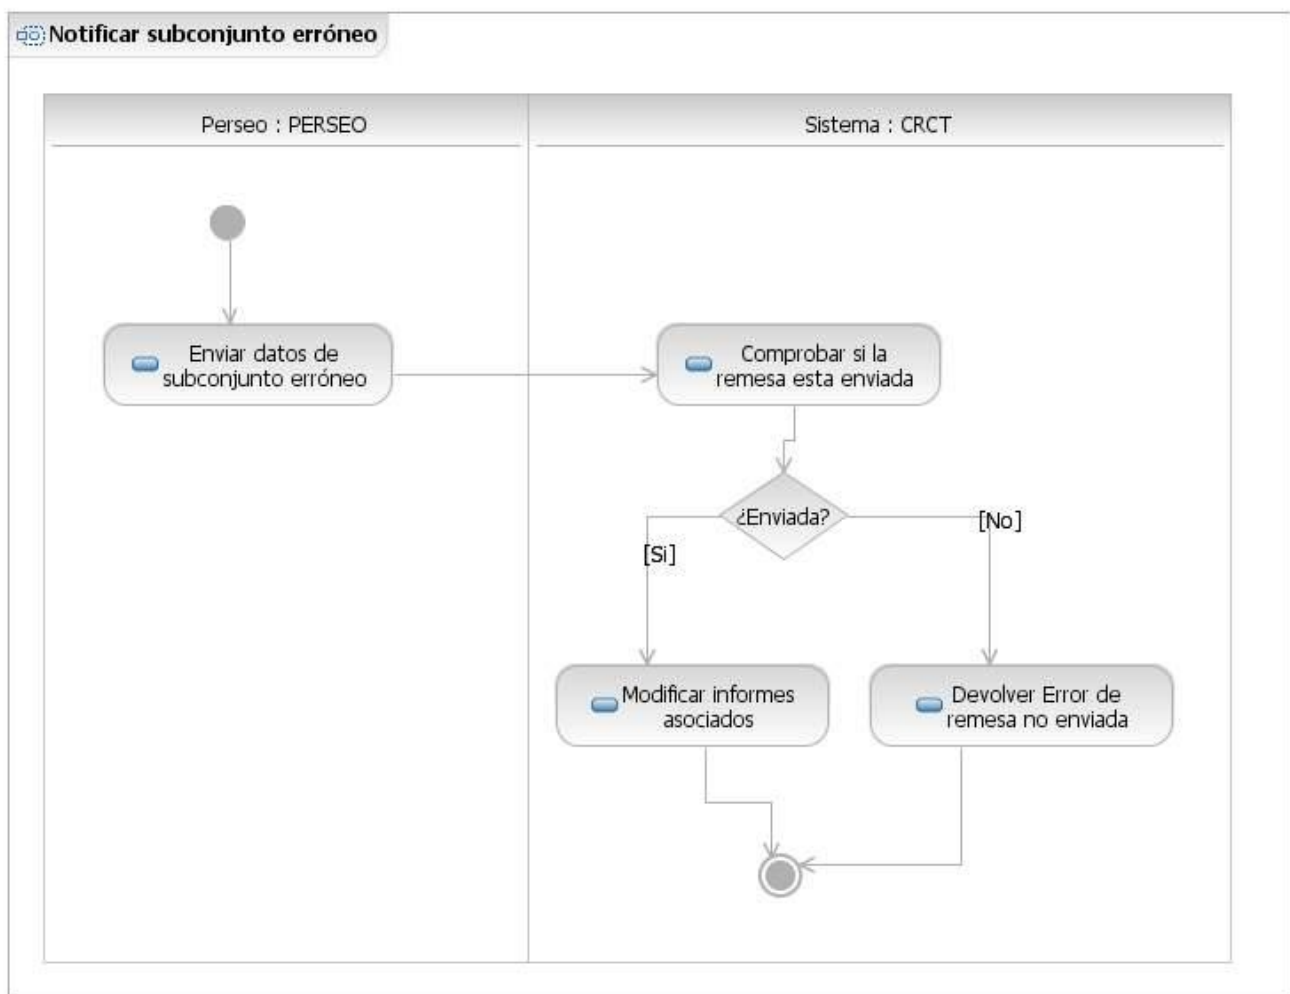 Notificar subconjunto erróneo
Perseo : PERSEO
Sistema : CRCT
Enviar datos de
subconjunto erróneo
Comprobar si la
remesa esta enviada
¿Enviada?
[No]
[Si]
Modificar informes
asociados
Devolver Error de
remesa no enviada